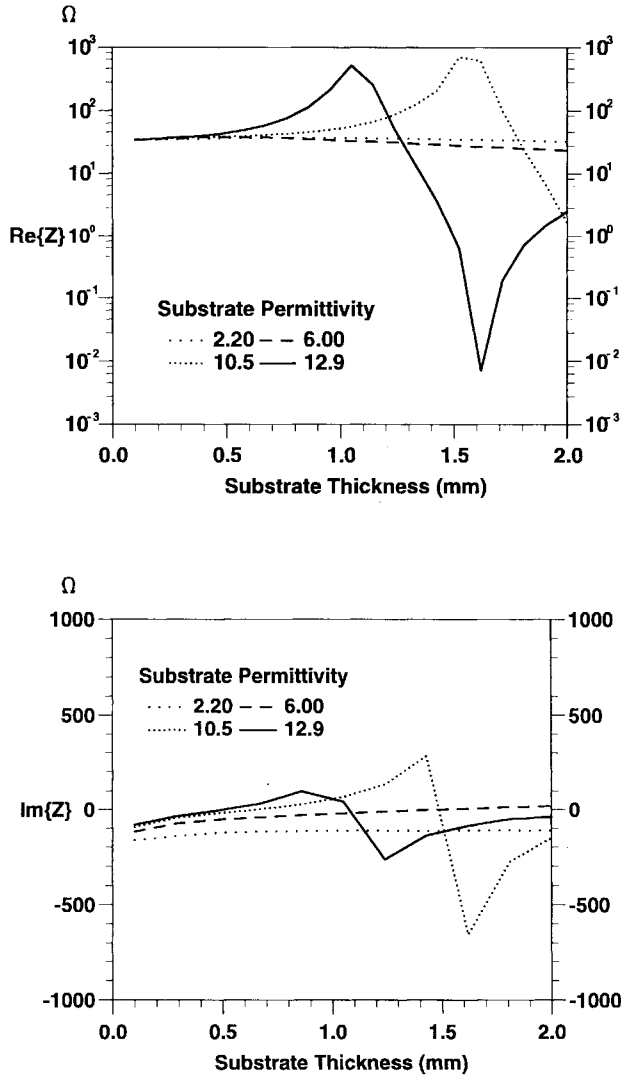 Ω
10³ 10³
10² 10²
10¹ 10¹
Re{Z} 10⁰ 10⁰
10⁻¹ 10⁻¹
Substrate Permittivity
2.20 6.00
10.5 12.9
10⁻² 10⁻²
10⁻³ 10⁻³
0.0 0.5 1.0 1.5 2.0
Substrate Thickness (mm)
Ω
1000 1000
Substrate Permittivity
2.20 6.00
500 500
10.5 12.9
Im{Z} 0 0
-500 -500
-1000 -1000
0.0 0.5 1.0 1.5 2.0
Substrate Thickness (mm)